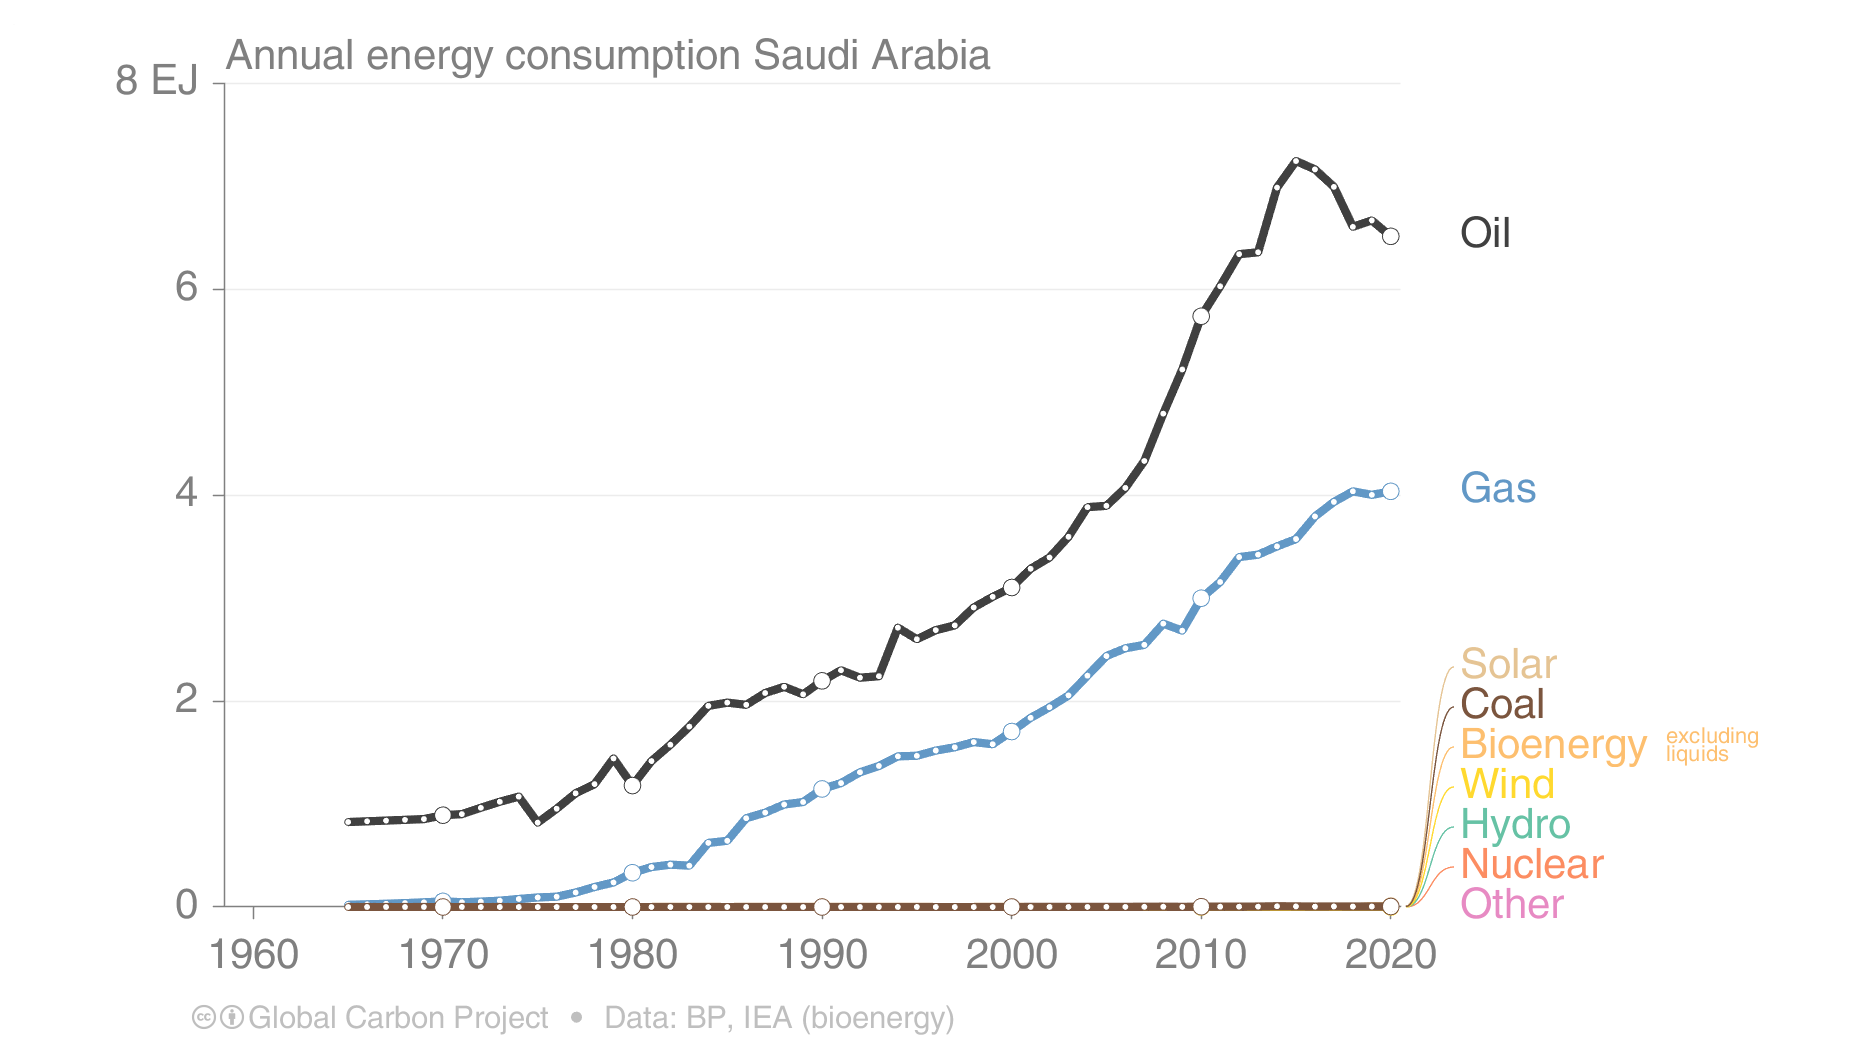 Annual energy consumption Saudi Arabia
8 EJ
6
4
2
0
1960 1970 1980 1990 2000 2010 2020
Oil
Gas
Solar
Coal
Bioenergy excluding
liquids
Wind
Hydro
Nuclear
Other
cc Global Carbon Project • Data: BP, IEA (bioenergy)